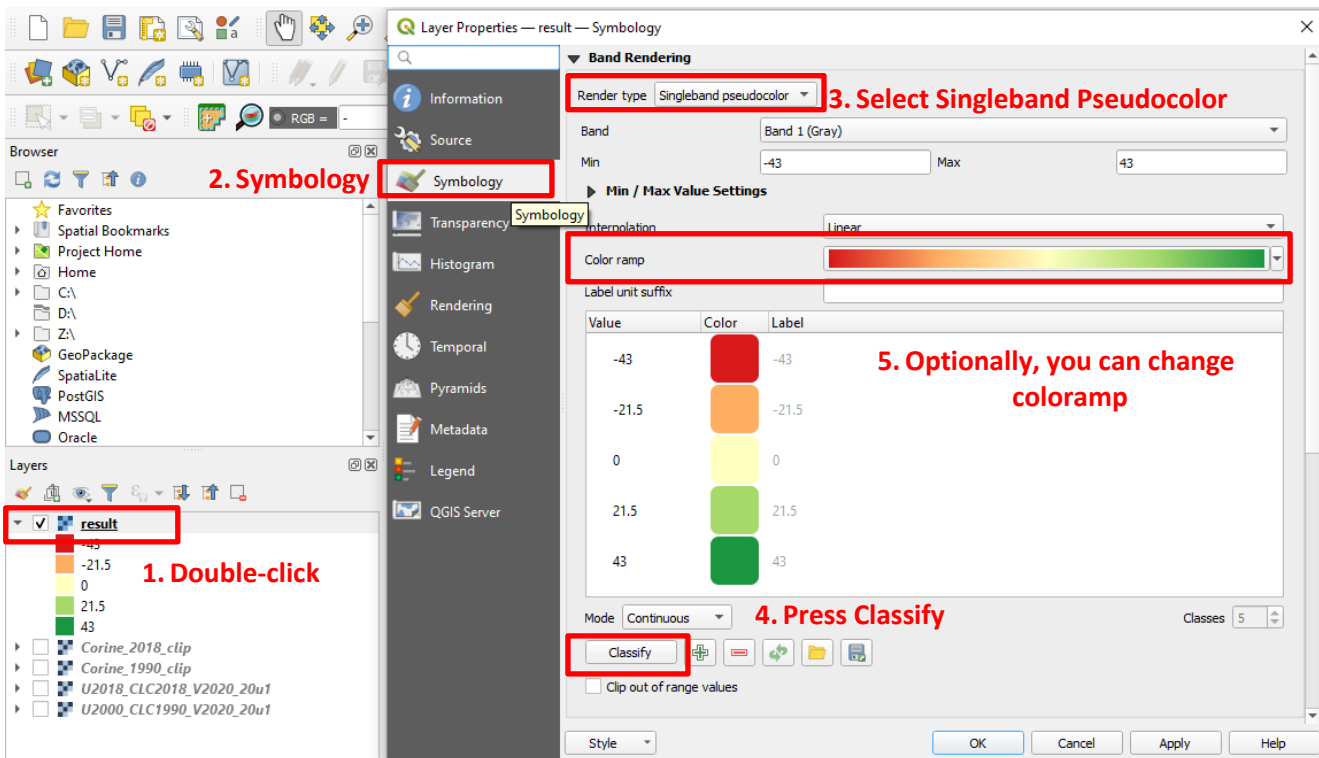 Layer Properties — result — Symbology
a
RGB =
-
Browser
2. Symbology
Favorites
Spatial Bookmarks
Project Home
Home
C:\
D:\
Z:\
GeoPackage
SpatiaLite
PostGIS
MSSQL
Oracle
Layers
result
-43
-21.5
0
21.5
43
1. Double-click
Corine_2018_clip
Corine_1990_clip
U2018_CLC2018_V2020_20u1
U2000_CLC1990_V2020_20u1
Information
Source
Symbology
Symbology
Transparency
Histogram
Rendering
Temporal
Pyramids
Metadata
Legend
QGIS Server
Band Rendering
Render type Singleband pseudocolor
3. Select Singleband Pseudocolor
Band Band 1 (Gray)
Min -43 Max 43
Min / Max Value Settings
Interpolation Linear
Color ramp
Label unit suffix
Value Color Label
-43 -43
-21.5 -21.5
0 0
21.5 21.5
43 43
5. Optionally, you can change
coloramp
Mode Continuous
4. Press Classify
Classes 5
Classify
Clip out of range values
Style OK Cancel Apply Help